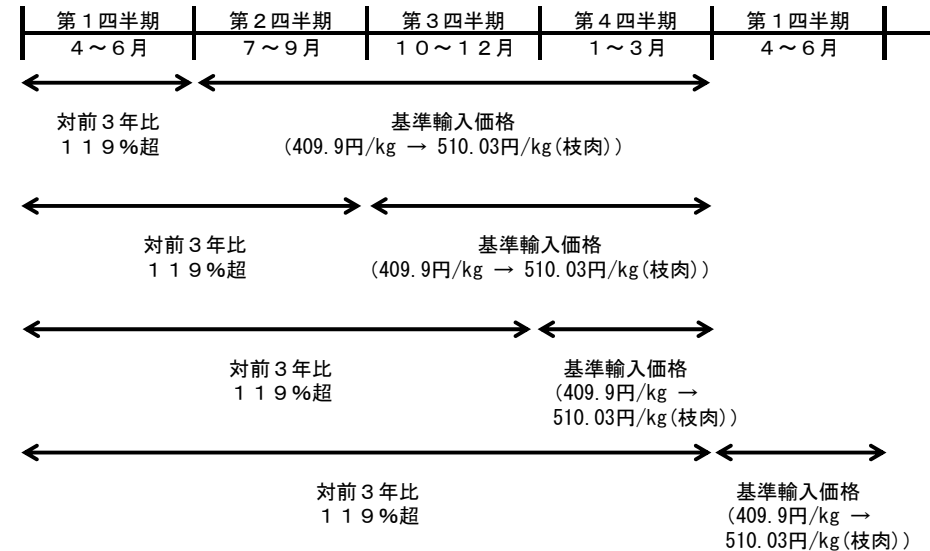 第１四半期 第２四半期 第３四半期 第４四半期 第１四半期
４～６月 ７～９月 １０～１２月 １～３月 ４～６月
対前３年比 基準輸入価格
１１９％超 （409.9円/kg → 510.03円/kg(枝肉)）
対前３年比 基準輸入価格
１１９％超 （409.9円/kg → 510.03円/kg(枝肉)）
対前３年比 基準輸入価格
１１９％超 （409.9円/kg →
510.03円/kg(枝肉)）
対前３年比 基準輸入価格
１１９％超 （409.9円/kg →
510.03円/kg(枝肉)）